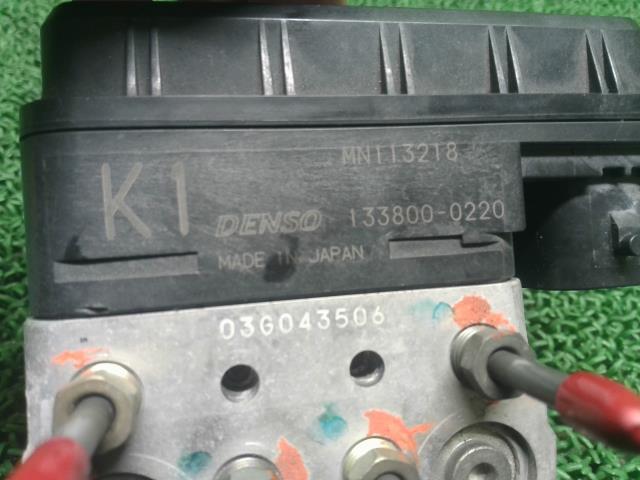 MN113218
K1 DENSO 133800-0220
MADE IN JAPAN
03G043506